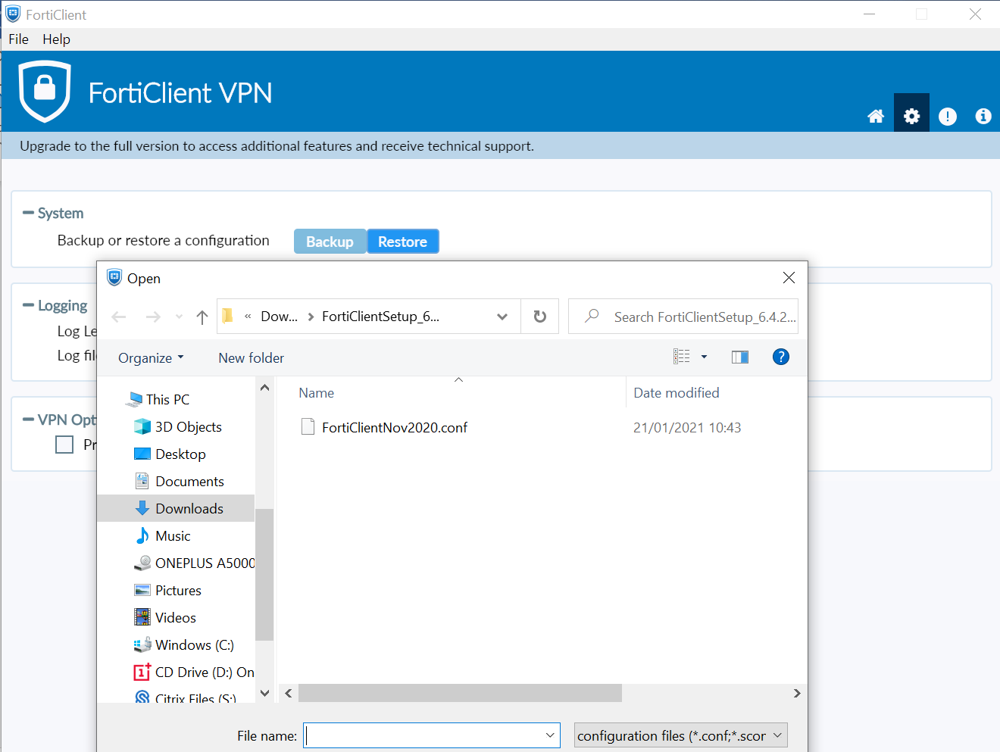 FortiClient
File Help
FortiClient VPN
Upgrade to the full version to access additional features and receive technical support.
System
Backup or restore a configuration Backup Restore
Open
Logging
« Dow... > FortiClientSetup_6... Search FortiClientSetup_6.4.2...
Log Le
Log file
Organize New folder
This PC
Name Date modified
3D Objects
FortiClientNov2020.conf 21/01/2021 10:43
VPN Opt
Pr
Desktop
Documents
Downloads
Music
ONEPLUS A5000
Pictures
Videos
Windows (C:)
CD Drive (D:) On
Citrix Files (S:)
File name: configuration files (*.conf;*.scon